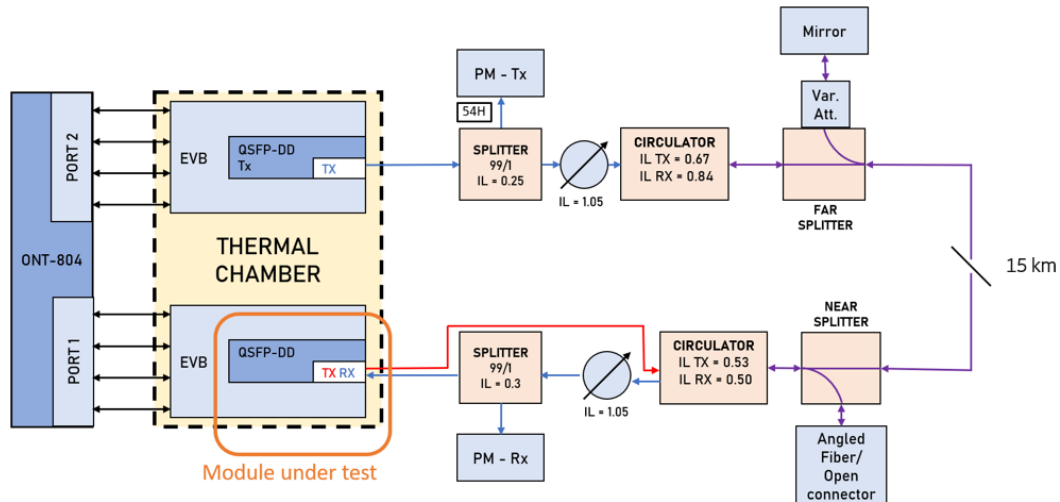 Mirror
PM - Tx
Var.
Att.
54H
PORT 2
EVB
QSFP-DD
Tx
TX
SPLITTER
99/1
IL = 0.25
IL = 1.05
CIRCULATOR
IL TX = 0.67
IL RX = 0.84
FAR
SPLITTER
ONT-804
THERMAL
CHAMBER
15 km
PORT 1
EVB
QSFP-DD
TX RX
SPLITTER
99/1
IL = 0.3
IL = 1.05
CIRCULATOR
IL TX = 0.53
IL RX = 0.50
NEAR
SPLITTER
PM - Rx
Angled
Fiber/
Open
connector
Module under test